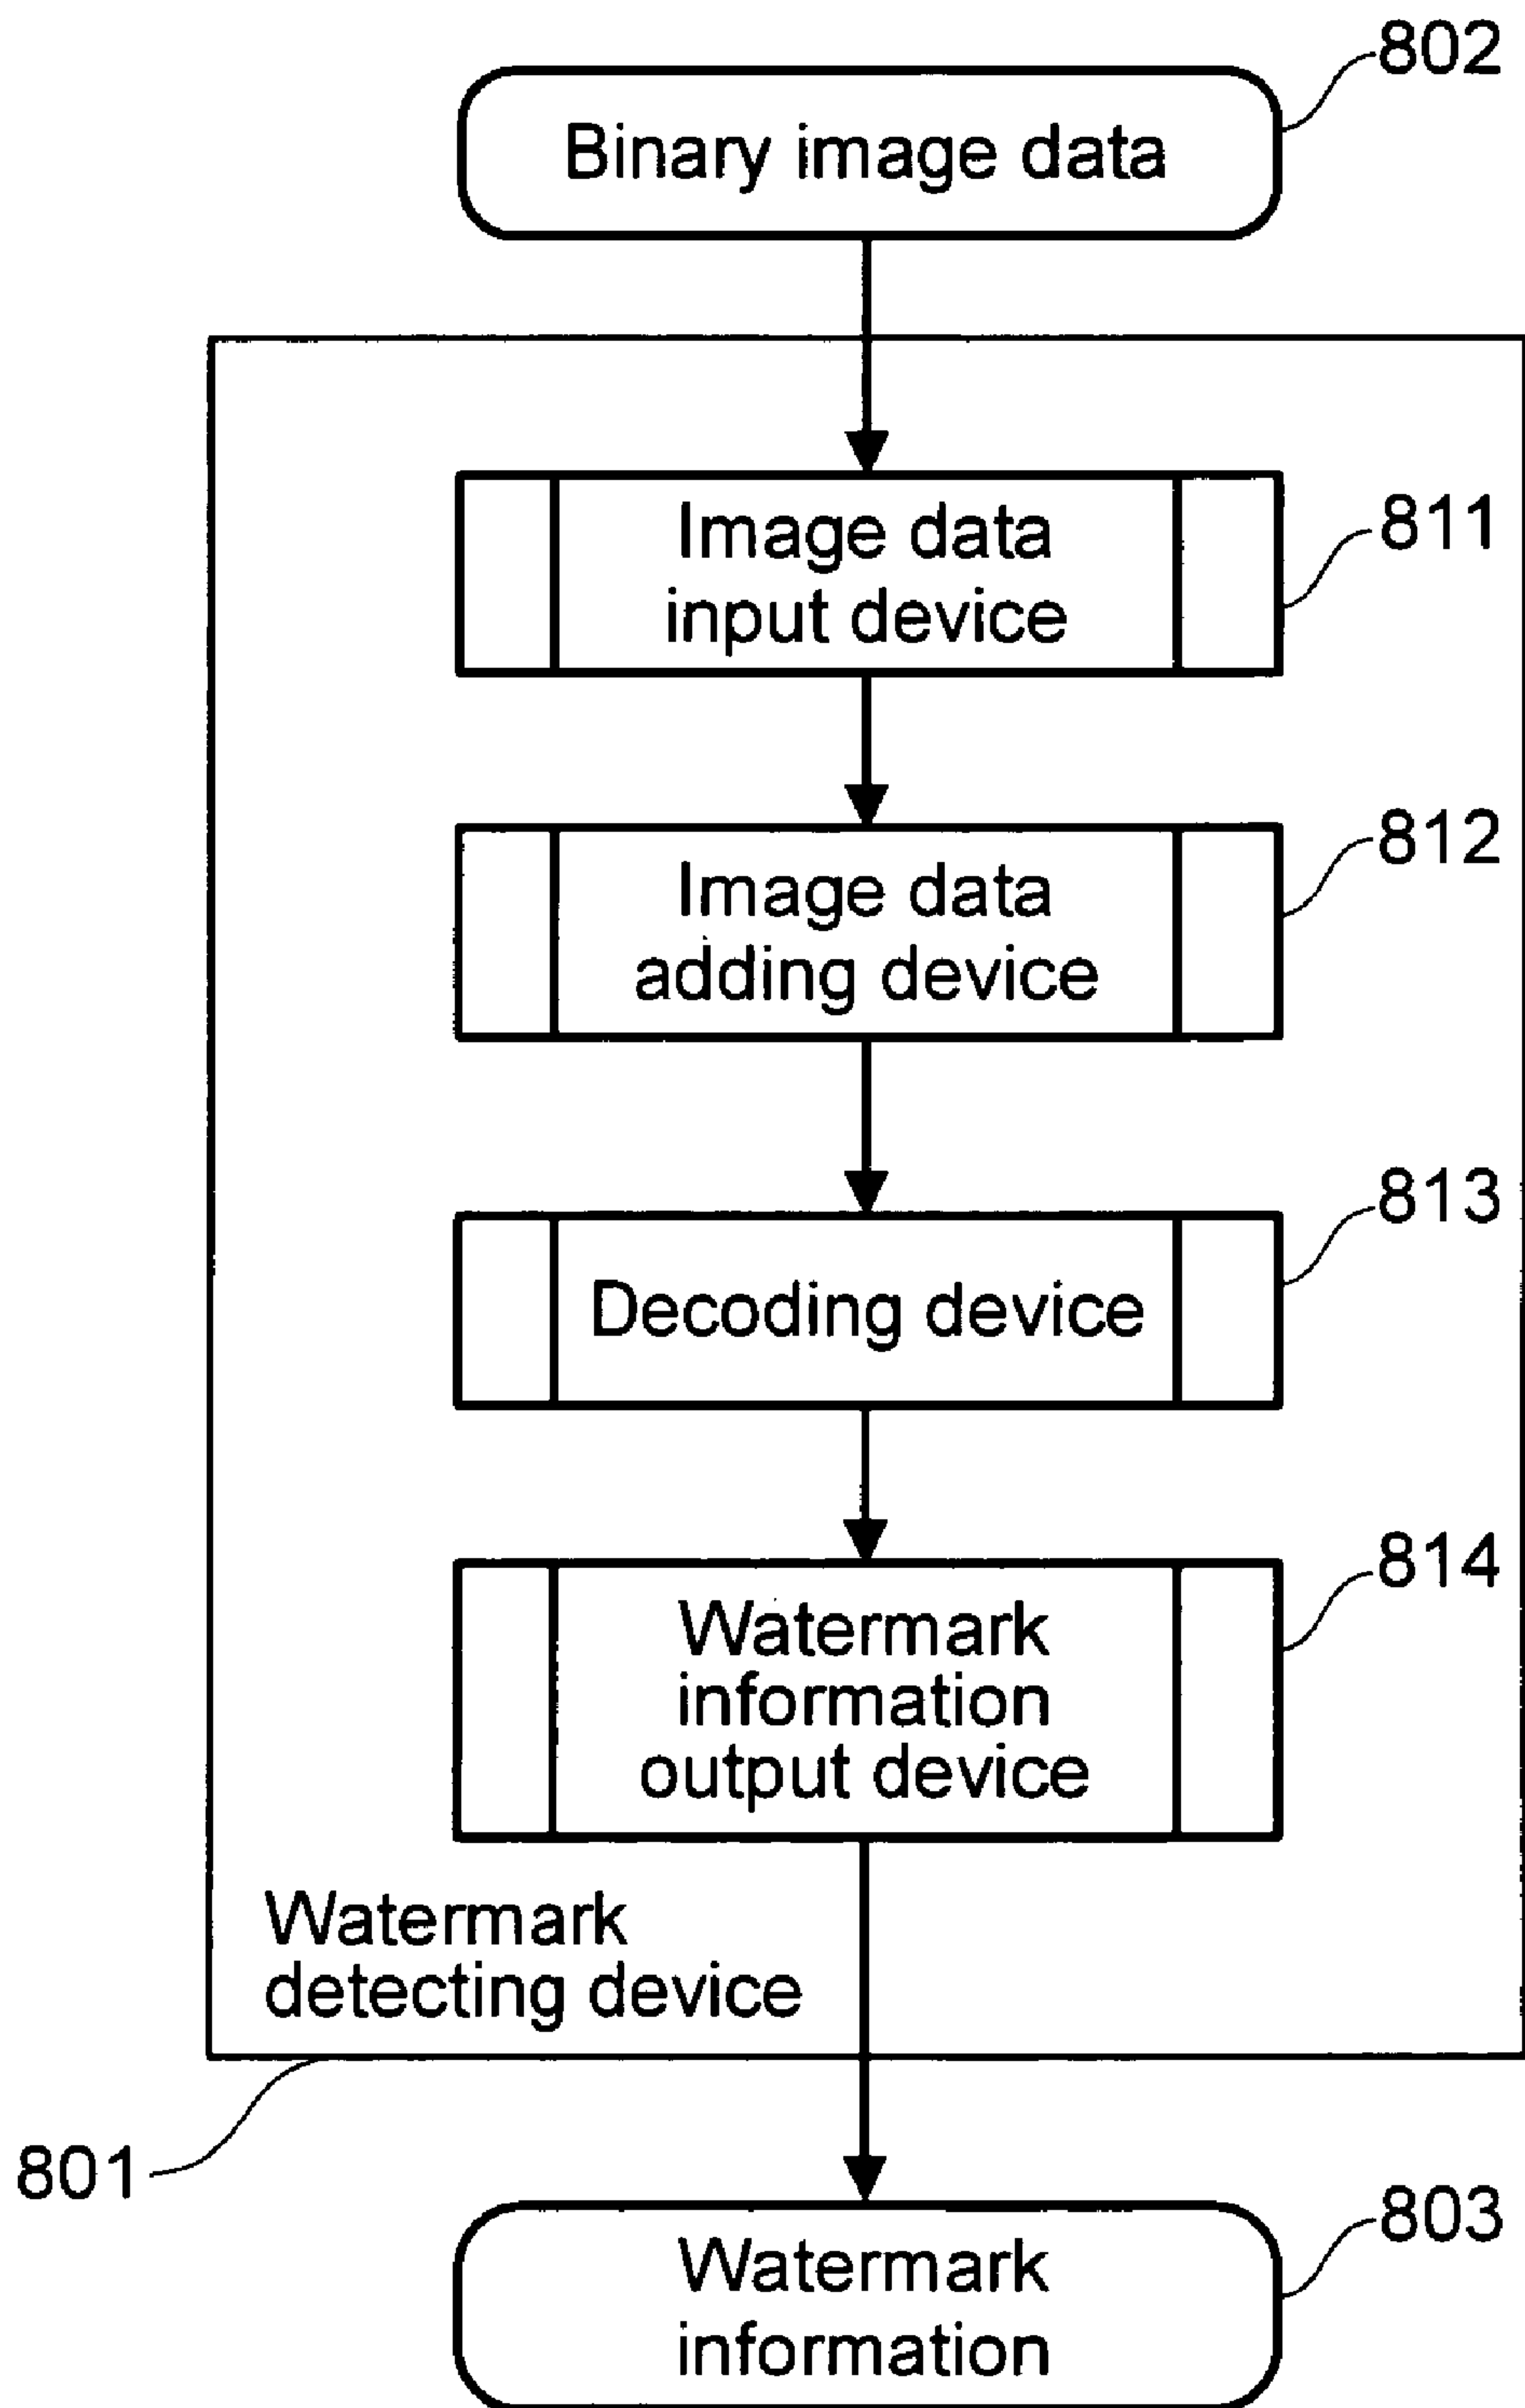 802
Binary image data
Image data
input device
811
Image data
adding device
812
Decoding device
813
Watermark
information
output device
814
Watermark
detecting device
801
Watermark
information
803